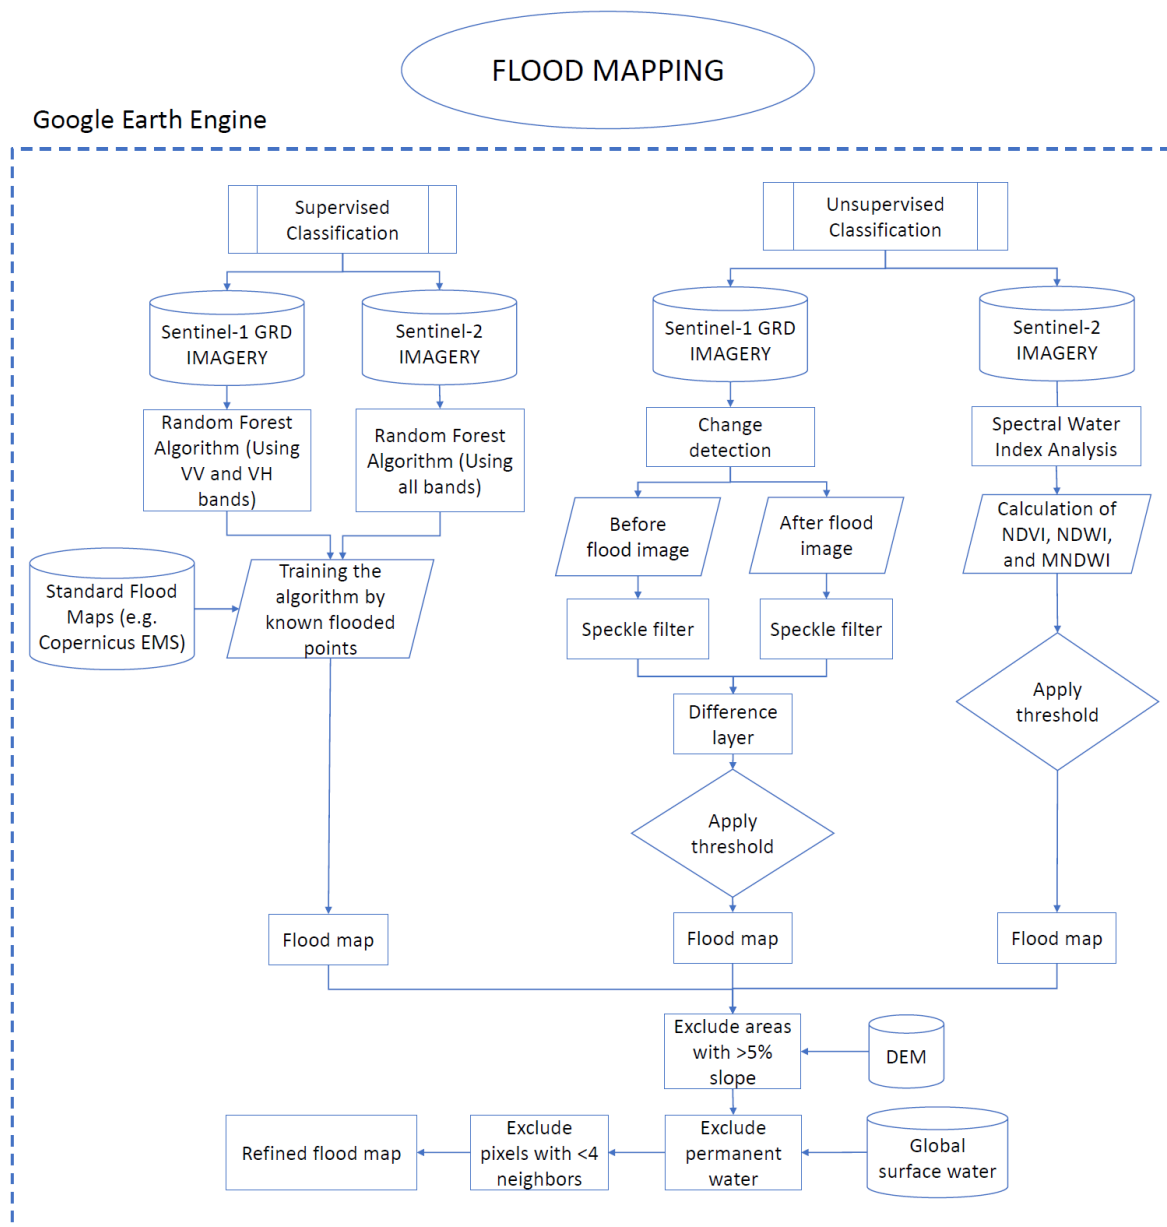 FLOOD MAPPING
Google Earth Engine
Supervised
Classification
Unsupervised
Classification
Sentinel-1 GRD
IMAGERY
Sentinel-2
IMAGERY
Sentinel-1 GRD
IMAGERY
Sentinel-2
IMAGERY
Random Forest
Algorithm (Using
VV and VH
bands)
Random Forest
Algorithm (Using
all bands)
Change
detection
Spectral Water
Index Analysis
Before
flood image
After flood
image
Calculation of
NDVI, NDWI,
and MNDWI
Standard Flood
Maps (e.g.
Copernicus EMS)
Training the
algorithm by
known flooded
points
Speckle filter
Speckle filter
Difference
layer
Apply
threshold
Apply
threshold
Flood map
Flood map
Flood map
Exclude areas
with >5%
slope
DEM
Refined flood map
Exclude
pixels with <4
neighbors
Exclude
permanent
water
Global
surface water